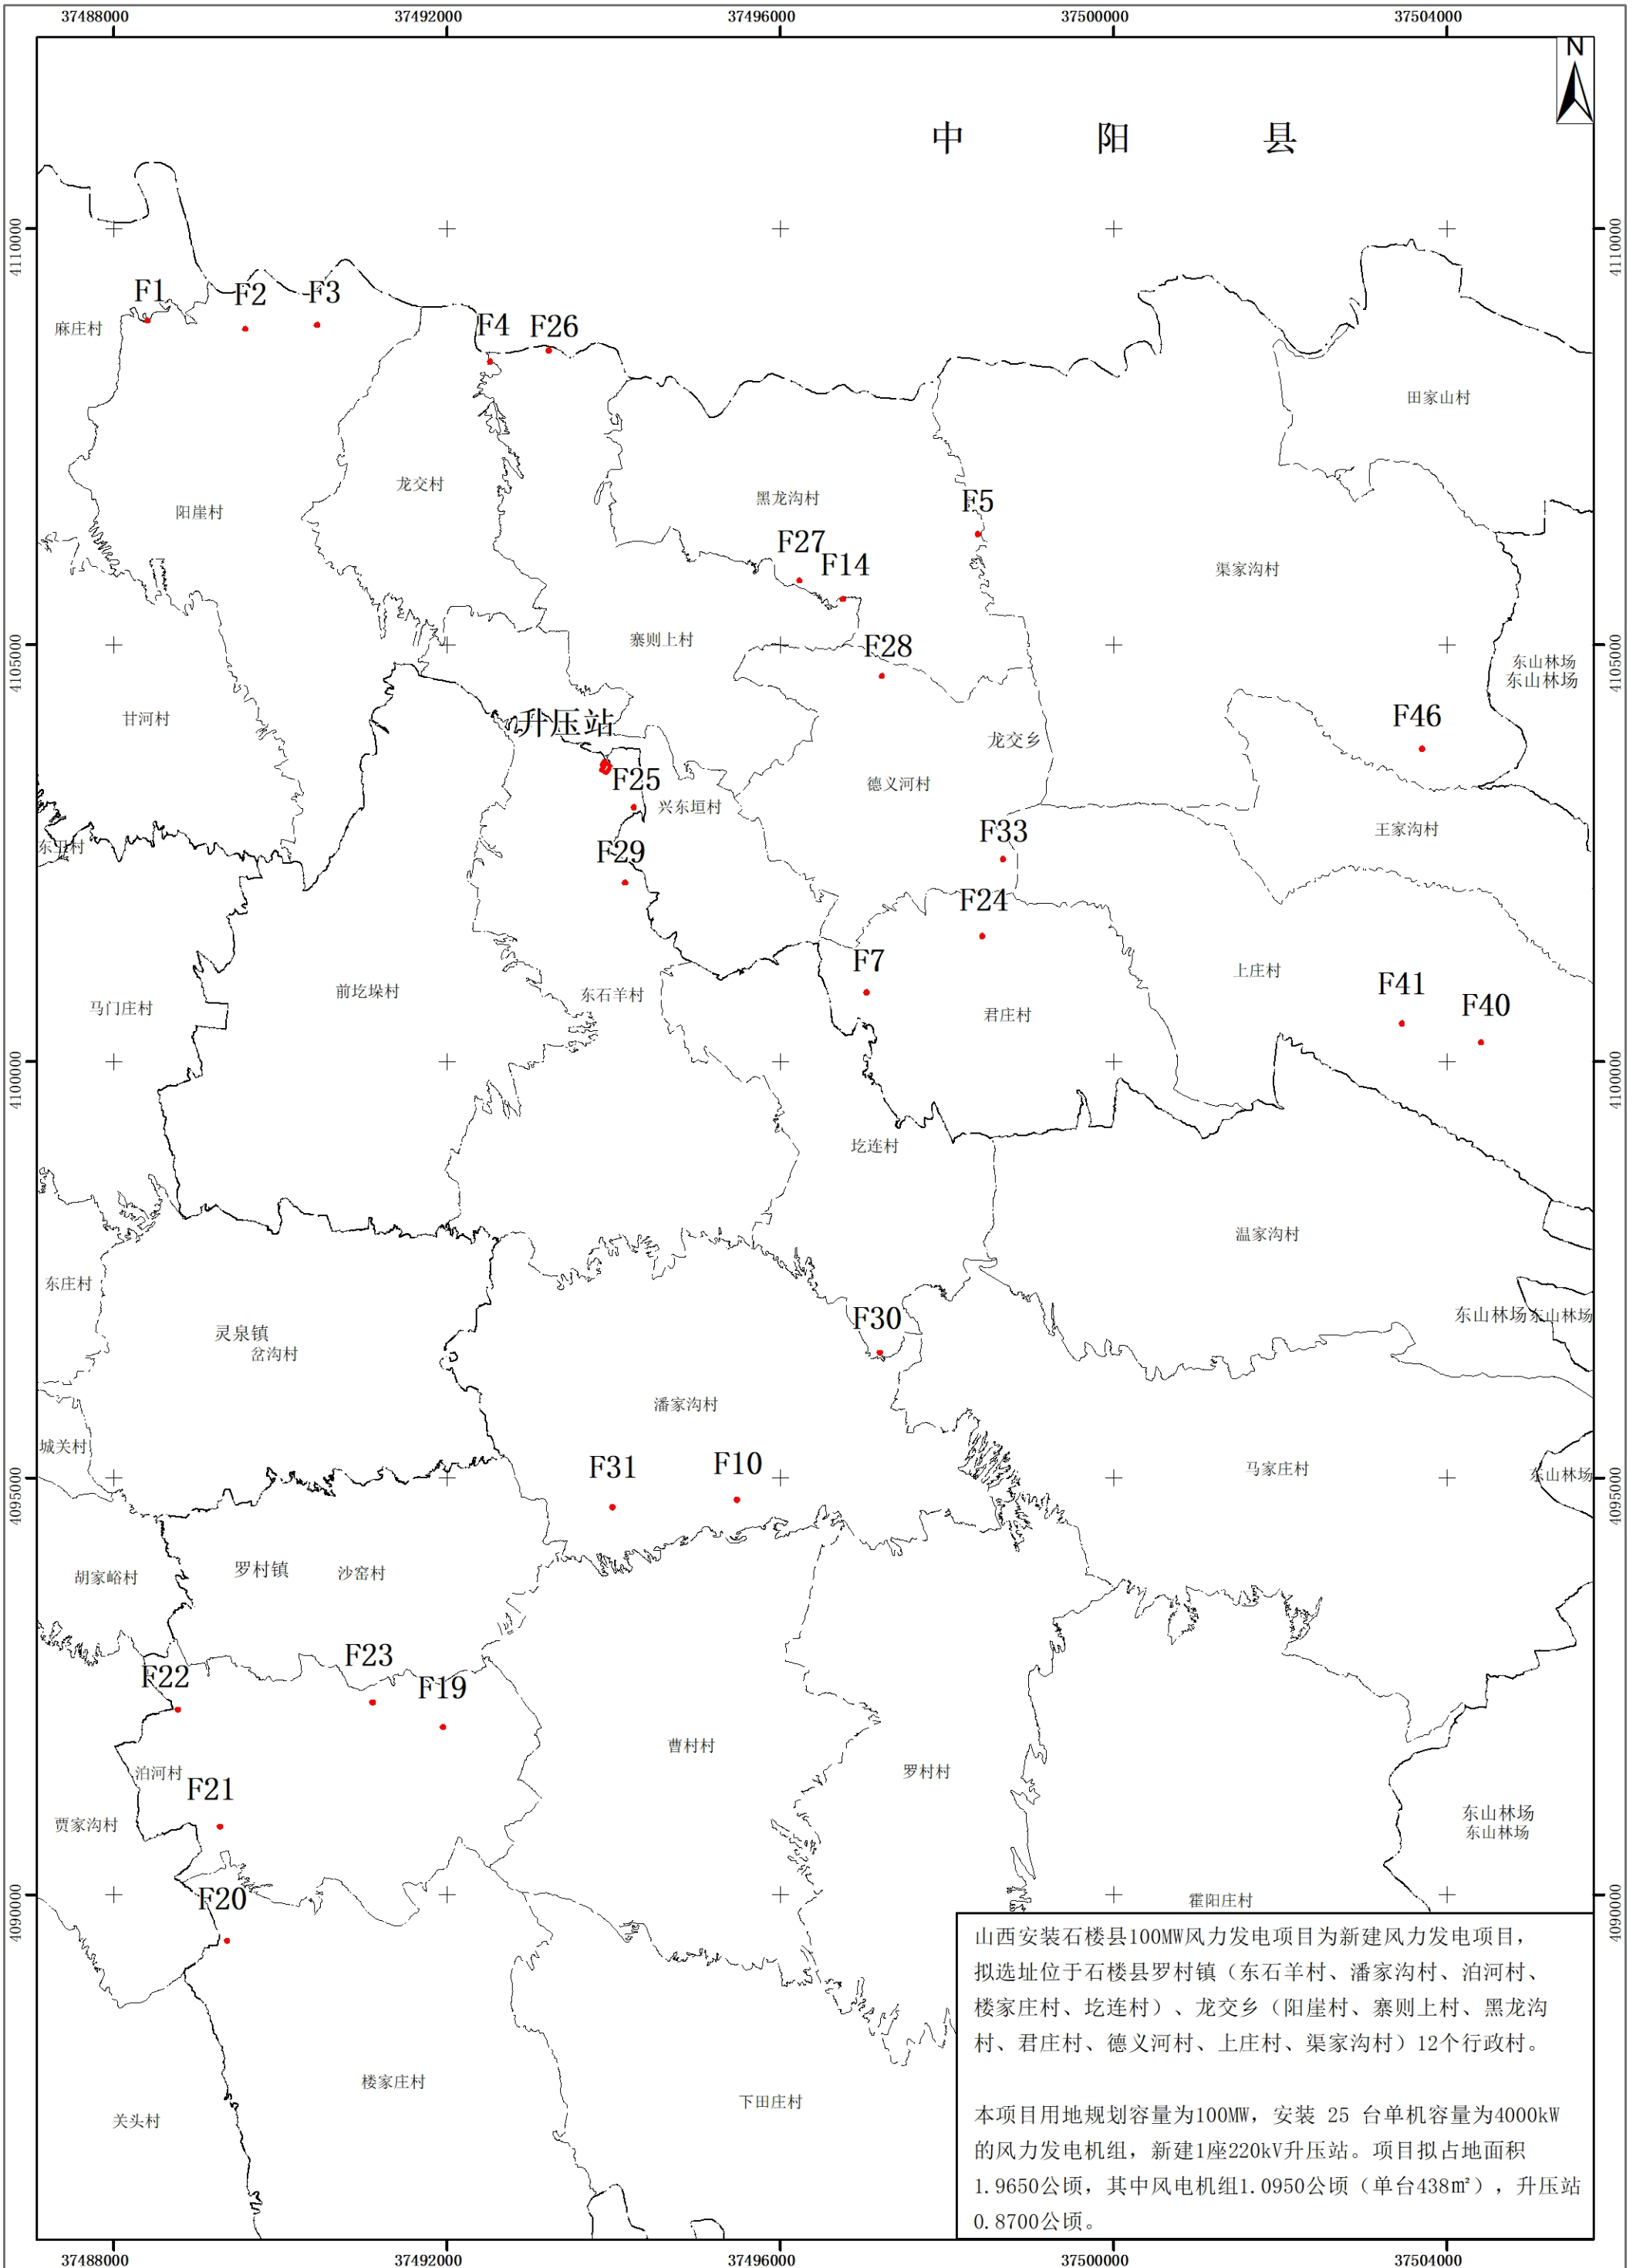 37488000
37492000
37496000
37500000
37504000
N
中 阳 县
4110000
4110000
F1
F2
F3
麻庄村
F4
F26
田家山村
龙交村
黑龙沟村
F5
阳崖村
F27
F14
渠家沟村
4105000
寨则上村
F28
4105000
东山林场
东山林场
甘河村
升压站
F46
龙交乡
F25
德义河村
兴东垣村
王家沟村
东卫村
F29
F33
F24
F7
上庄村
前圪垛村
东石羊村
F41
马门庄村
君庄村
F40
4100000
4100000
圪连村
温家沟村
东庄村
F30
东山林场
东山林场
灵泉镇
岔沟村
潘家沟村
城关村
F31
F10
马家庄村
东山林场
4095000
4095000
罗村镇
沙窑村
胡家峪村
F22
F23
F19
曹村村
泊河村
罗村村
F21
贾家沟村
东山林场
东山林场
F20
4090000
霍阳庄村
4090000
楼家庄村
下田庄村
关头村
山西安装石楼县100MW风力发电项目为新建风力发电项目，
拟选址位于石楼县罗村镇（东石羊村、潘家沟村、泊河村、
楼家庄村、圪连村）、龙交乡（阳崖村、寨则上村、黑龙沟
村、君庄村、德义河村、上庄村、渠家沟村）12个行政村。
本项目用地规划容量为100MW，安装 25 台单机容量为4000kW
的风力发电机组，新建1座220kV升压站。项目拟占地面积
1.9650公顷，其中风电机组1.0950公顷（单台438㎡），升压站
0.8700公顷。
37488000
37492000
37496000
37500000
37504000